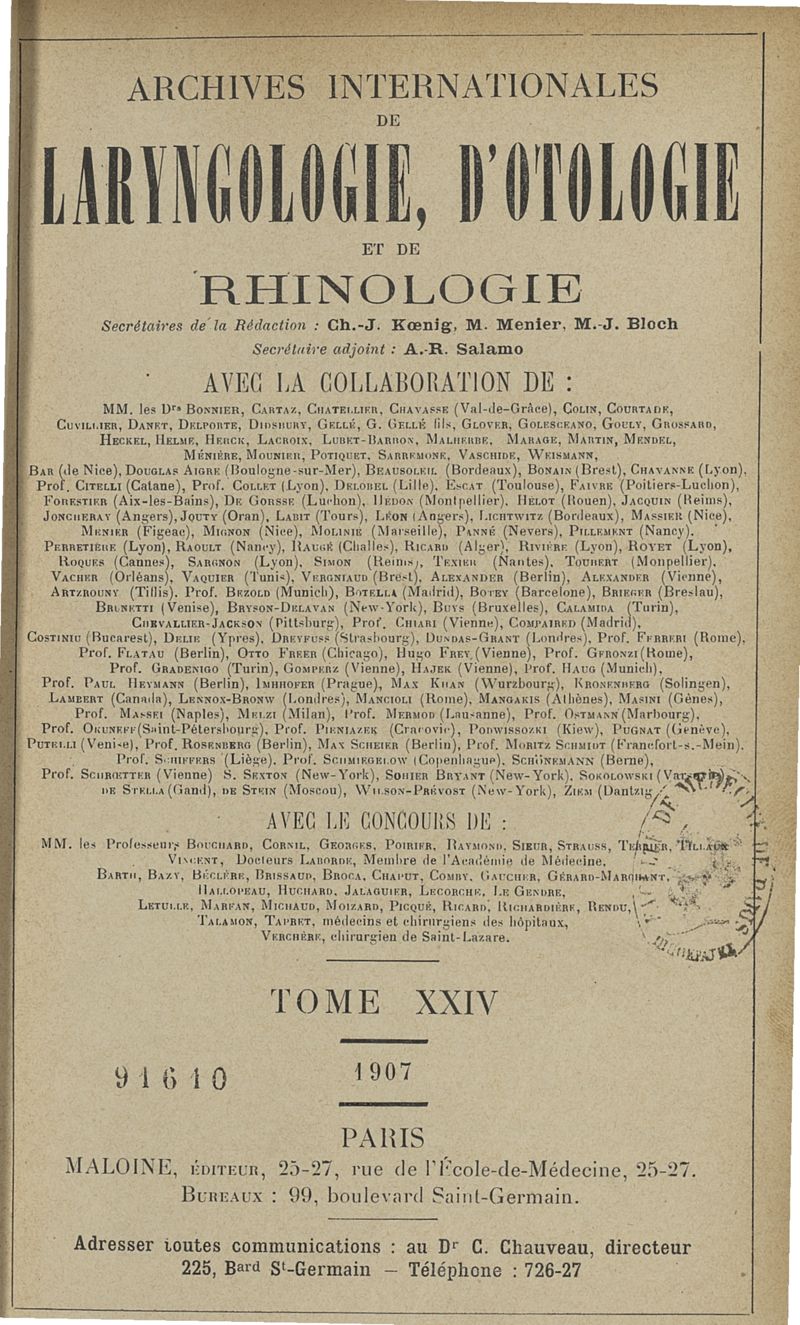 ARCHIVES INTERNATIONALES
DE
LARYNGOLOGIE, D'OTOLOGIE
ET DE
RHINOLOGIE
Secrétaires de la Rédaction : Ch.-J. Kœnig, M. Menier, M.-J. Bloch
Secrétaire adjoint : A.-R. Salamo
AVEC LA COLLABORATION DE :
MM. les Drs Bonnier, Cartaz, Chatellier, Chavasse (Val-de-Grâce), Colin, Courtade,
Cuvillier, Danet, Delporte, Didsbury, Gellé, G. Gellé fils, Glover, Golesceano, Gouly, Grossard,
Heckel, Helme, Herck, Lacroix, Lubet-Barbon, Malherbe, Marage, Martin, Mendel,
Ménière, Mounier, Potiquet, Sarremone, Vaschide, Weismann,
Bar (de Nice), Douglas Aigre (Boulogne-sur-Mer), Beausoleil (Bordeaux), Bonain (Brest), Chavanne (Lyon),
Prof. Citelli (Catane), Prof. Collet (Lyon), Delobel (Lille), Escat (Toulouse), Faivre (Poitiers-Luchon),
Forestier (Aix-les-Bains), De Gorsse (Luchon), Hédon (Montpellier), Helot (Rouen), Jacquin (Reims),
Joncheray (Angers), Jouty (Oran), Labit (Tours), Léon (Angers), Lichtwitz (Bordeaux), Massier (Nice),
Menier (Figeac), Mignon (Nice), Molinie (Marseille), Panné (Nevers), Pillement (Nancy),
Perretière (Lyon), Raoult (Nancy), Raugé (Challes), Ricard (Alger), Rivière (Lyon), Royet (Lyon),
Roques (Cannes), Sargnon (Lyon), Simon (Reims), Texier (Nantes), Toubert (Monpellier),
Vacher (Orléans), Vaquier (Tunis), Vergniaud (Brest), Alexander (Berlin), Alexander (Vienne),
Artzrouny (Tillis). Prof. Bezold (Munich), Botella (Madrid), Botey (Barcelone), Brieger (Breslau),
Brunetti (Venise), Bryson-Delavan (New-York), Buys (Bruxelles), Calamida (Turin),
Chevallier-Jackson (Pittsburg), Prof. Chiari (Vienne), Compaired (Madrid),
Costiniu (Bucarest), Delie (Ypres), Dreyfuss (Strasbourg), Dundas-Grant (Londres), Prof. Ferreri (Rome),
Prof. Flatau (Berlin), Otto Freer (Chicago), Hugo Frey (Vienne), Prof. Geronzi (Rome),
Prof. Gradenigo (Turin), Gomperz (Vienne), Hajek (Vienne), Prof. Haug (Munich),
Prof. Paul Heymann (Berlin), Imhhofer (Prague), Max Khan (Wurzbourg), Kronenberg (Solingen),
Lambert (Canada), Lennox-Bronw (Londres), Mancioli (Rome), Mangakis (Athènes), Masini (Gènes),
Prof. Massei (Naples), Melzi (Milan), Prof. Mermod (Lausanne), Prof. Ostmann (Marbourg),
Prof. Okuneff (Saint-Pétersbourg), Prof. Pieniazek (Cracovie), Podwissozki (Kiew), Pugnat (Genève),
Putelli (Venise), Prof. Rosenberg (Berlin), Max Scheier (Berlin), Prof. Moritz Schmidt (Francfort-s.-Mein),
Prof. Schiffers (Liège), Prof. Schmiegelow (Copenhague), Schünemann (Berne),
Prof. Schrœtter (Vienne) S. Sexton (New-York), Sohier Bryant (New-York), Sokolowski (Varsovie),
de Stella (Gand), de Stein (Moscou), Wilson-Prévost (New-York), Ziem (Dantzig
AVEC LE CONCOURS DE :
MM. les Professeurs Bouchard, Cornil, Georges, Poirier, Raymond, Sieur, Strauss, Terrier, Tillaux
Vincent, Docteurs Laborde, Membre de l'Académie de Médecine,
Barth, Bazy, Béclère, Brissaud, Broca, Chaput, Comby, Gaucher, Gérard-Marchant,
Hallopeau, Huchard, Jalaguier, Lecorche, Le Gendre,
Letulle, Marfan, Michaud, Moizard, Picqué, Ricard, Richardière, Rendu,
Talamon, Tapret, médecins et chirurgiens des hôpitaux,
Verchère, chirurgien de Saint-Lazare.
TOME XXIV
91610
1907
PARIS
MALOINE, ÉDITEUR, 25-27, rue de l'École-de-Médecine, 25-27.
Bureaux : 99, boulevard Saint-Germain.
Adresser toutes communications : au Dr C. Chauveau, directeur
225, Bard St-Germain — Téléphone : 726-27